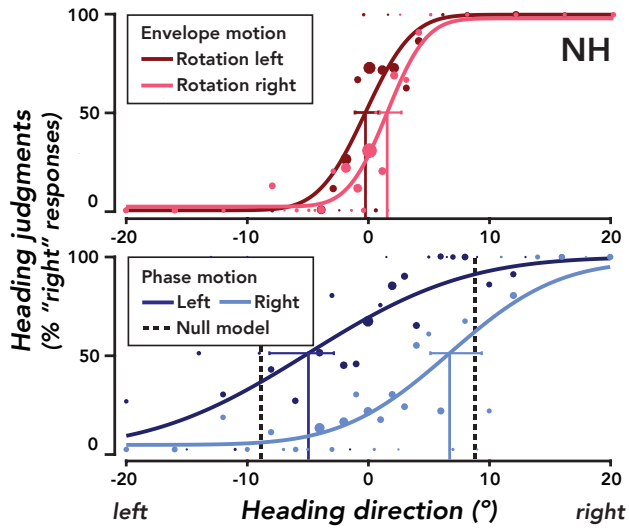 100
Envelope motion
Rotation left
Rotation right
NH
50
0
-20 -10 0 10 20
Heading judgments
(% "right" responses)
100
Phase motion
Left Right
Null model
50
0
-20 -10 0 10 20
left Heading direction (º) right